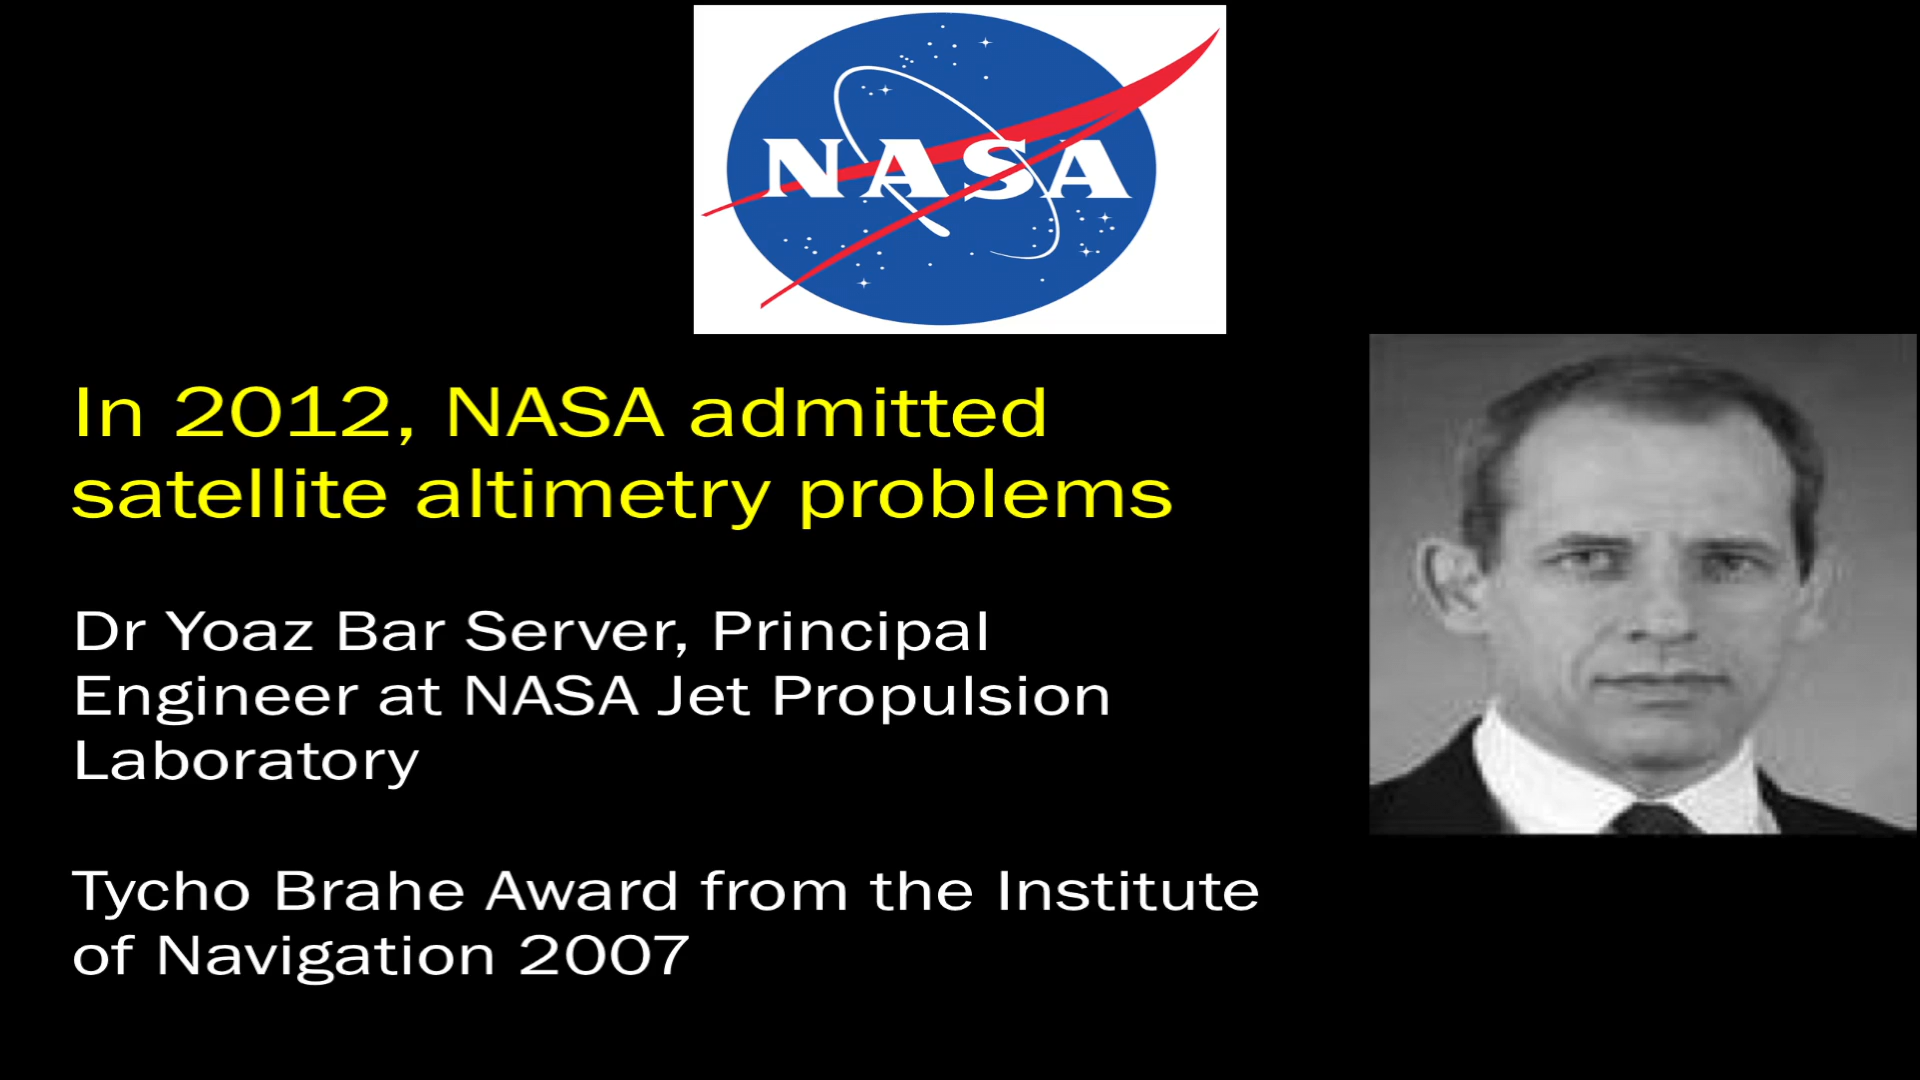 NASA
In 2012, NASA admitted
satellite altimetry problems
Dr Yoaz Bar Server, Principal
Engineer at NASA Jet Propulsion
Laboratory
Tycho Brahe Award from the Institute
of Navigation 2007